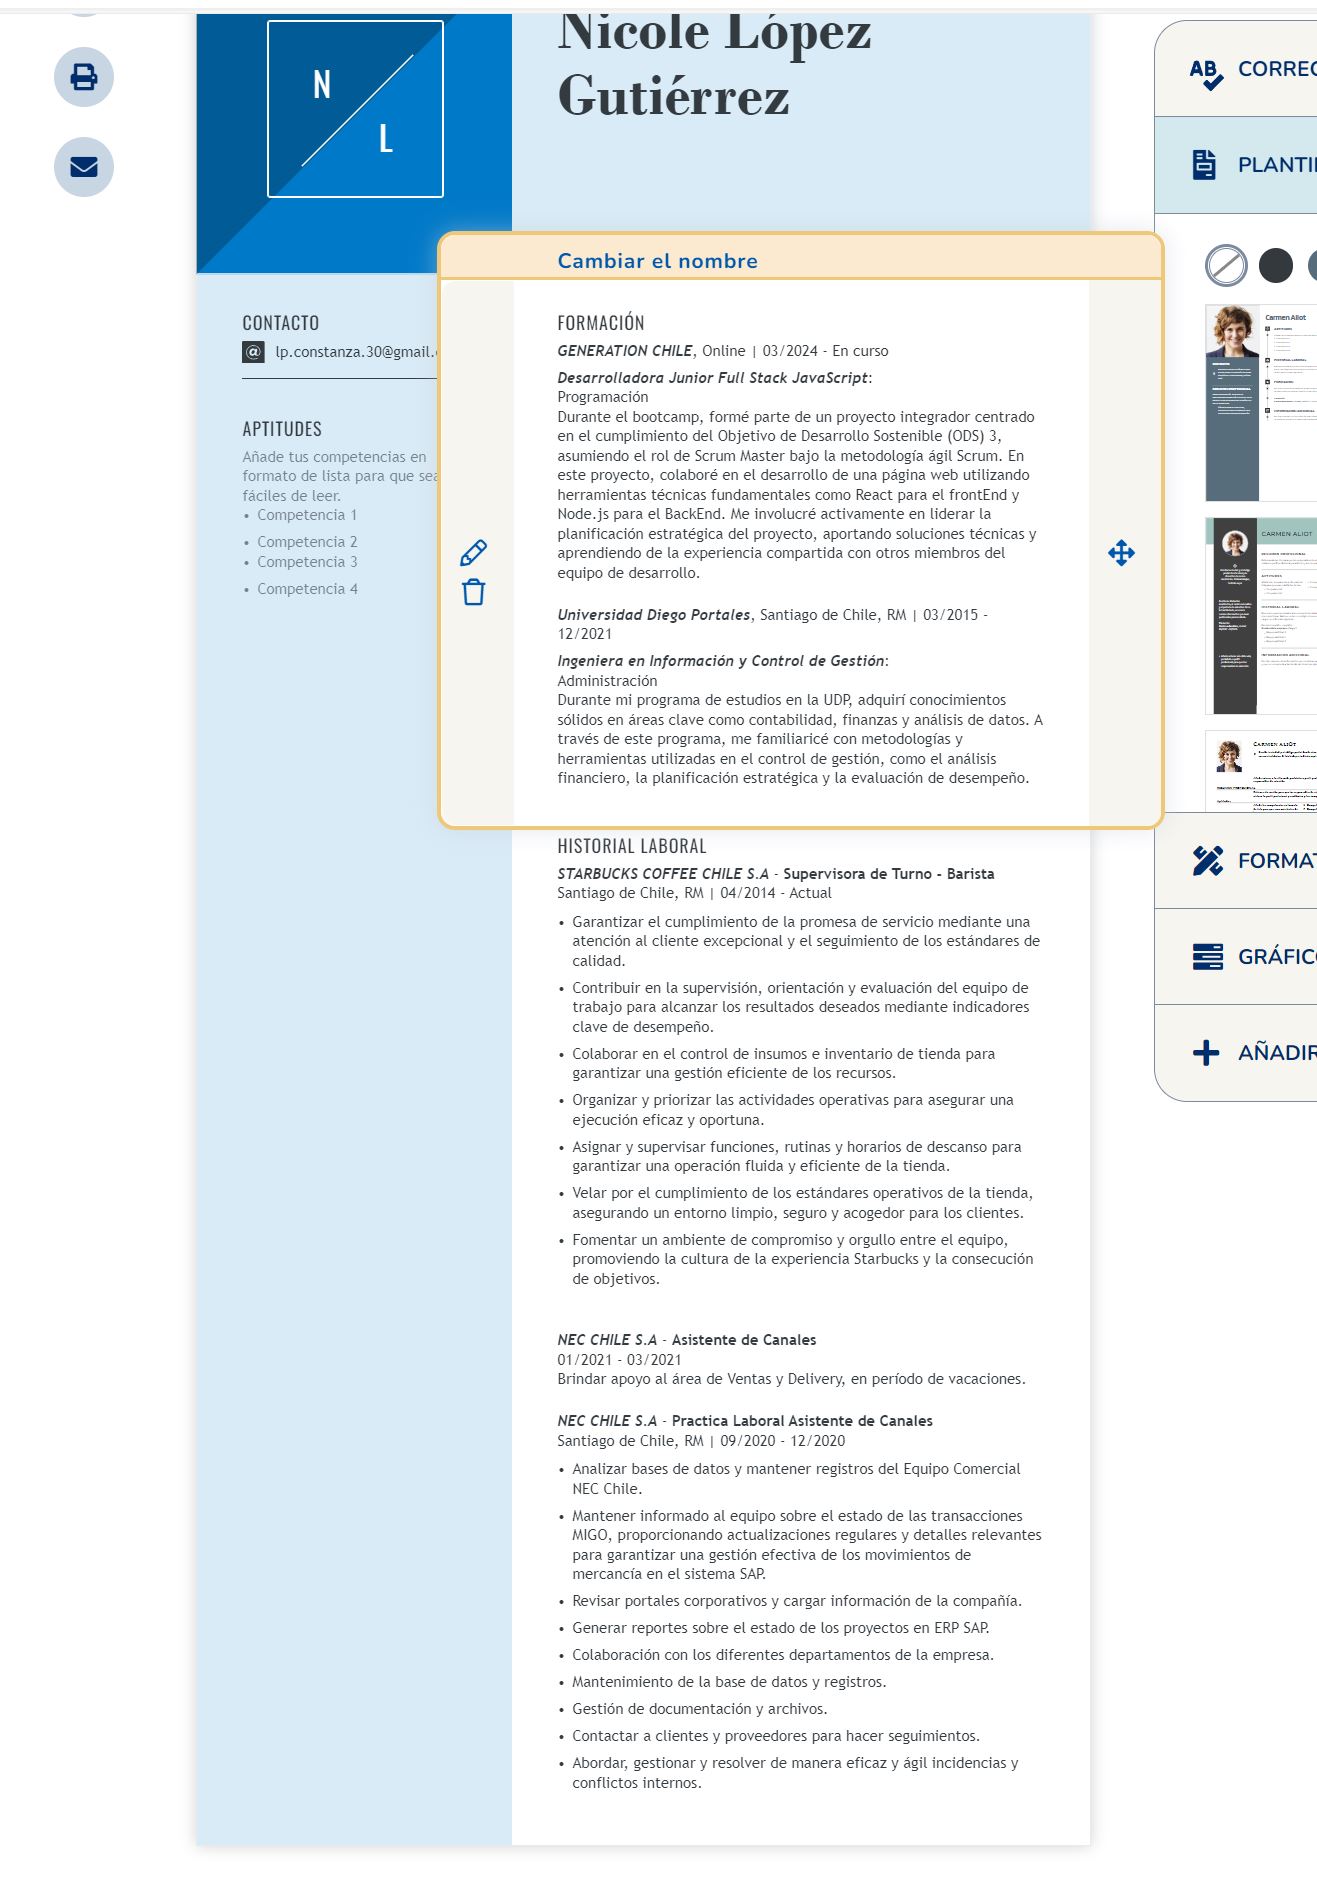 Nicole López
Gutiérrez
N
L
Cambiar el nombre
CONTACTO
@ lp.constanza.30@gmail.
APTITUDES
Añade tus competencias en
formato de lista para que sea
fáciles de leer.
• Competencia 1
• Competencia 2
• Competencia 3
• Competencia 4
FORMACIÓN
GENERATION CHILE, Online | 03/2024 - En curso
Desarrolladora Junior Full Stack JavaScript:
Programación
Durante el bootcamp, formé parte de un proyecto integrador centrado
en el cumplimiento del Objetivo de Desarrollo Sostenible (ODS) 3,
asumiendo el rol de Scrum Master bajo la metodología ágil Scrum. En
este proyecto, colaboré en el desarrollo de una página web utilizando
herramientas técnicas fundamentales como React para el frontEnd y
Node.js para el BackEnd. Me involucré activamente en liderar la
planificación estratégica del proyecto, aportando soluciones técnicas y
aprendiendo de la experiencia compartida con otros miembros del
equipo de desarrollo.
Universidad Diego Portales, Santiago de Chile, RM | 03/2015 -
12/2021
Ingeniera en Información y Control de Gestión:
Administración
Durante mi programa de estudios en la UDP, adquirí conocimientos
sólidos en áreas clave como contabilidad, finanzas y análisis de datos. A
través de este programa, me familiaricé con metodologías y
herramientas utilizadas en el control de gestión, como el análisis
financiero, la planificación estratégica y la evaluación de desempeño.
HISTORIAL LABORAL
STARBUCKS COFFEE CHILE S.A - Supervisora de Turno - Barista
Santiago de Chile, RM | 04/2014 - Actual
• Garantizar el cumplimiento de la promesa de servicio mediante una
atención al cliente excepcional y el seguimiento de los estándares de
calidad.
• Contribuir en la supervisión, orientación y evaluación del equipo de
trabajo para alcanzar los resultados deseados mediante indicadores
clave de desempeño.
• Colaborar en el control de insumos e inventario de tienda para
garantizar una gestión eficiente de los recursos.
• Organizar y priorizar las actividades operativas para asegurar una
ejecución eficaz y oportuna.
• Asignar y supervisar funciones, rutinas y horarios de descanso para
garantizar una operación fluida y eficiente de la tienda.
• Velar por el cumplimiento de los estándares operativos de la tienda,
asegurando un entorno limpio, seguro y acogedor para los clientes.
• Fomentar un ambiente de compromiso y orgullo entre el equipo,
promoviendo la cultura de la experiencia Starbucks y la consecución
de objetivos.
NEC CHILE S.A - Asistente de Canales
01/2021 - 03/2021
Brindar apoyo al área de Ventas y Delivery, en período de vacaciones.
NEC CHILE S.A - Practica Laboral Asistente de Canales
Santiago de Chile, RM | 09/2020 - 12/2020
• Analizar bases de datos y mantener registros del Equipo Comercial
NEC Chile.
• Mantener informado al equipo sobre el estado de las transacciones
MIGO, proporcionando actualizaciones regulares y detalles relevantes
para garantizar una gestión efectiva de los movimientos de
mercancía en el sistema SAP.
• Revisar portales corporativos y cargar información de la compañía.
• Generar reportes sobre el estado de los proyectos en ERP SAP.
• Colaboración con los diferentes departamentos de la empresa.
• Mantenimiento de la base de datos y registros.
• Gestión de documentación y archivos.
• Contactar a clientes y proveedores para hacer seguimientos.
• Abordar, gestionar y resolver de manera eficaz y ágil incidencias y
conflictos internos.
AB CORREC
PLANTI
Carmen Aliot
CARMEN ALIOT
CARMEN ALIOT
FORMAT
GRÁFICO
AÑADIR